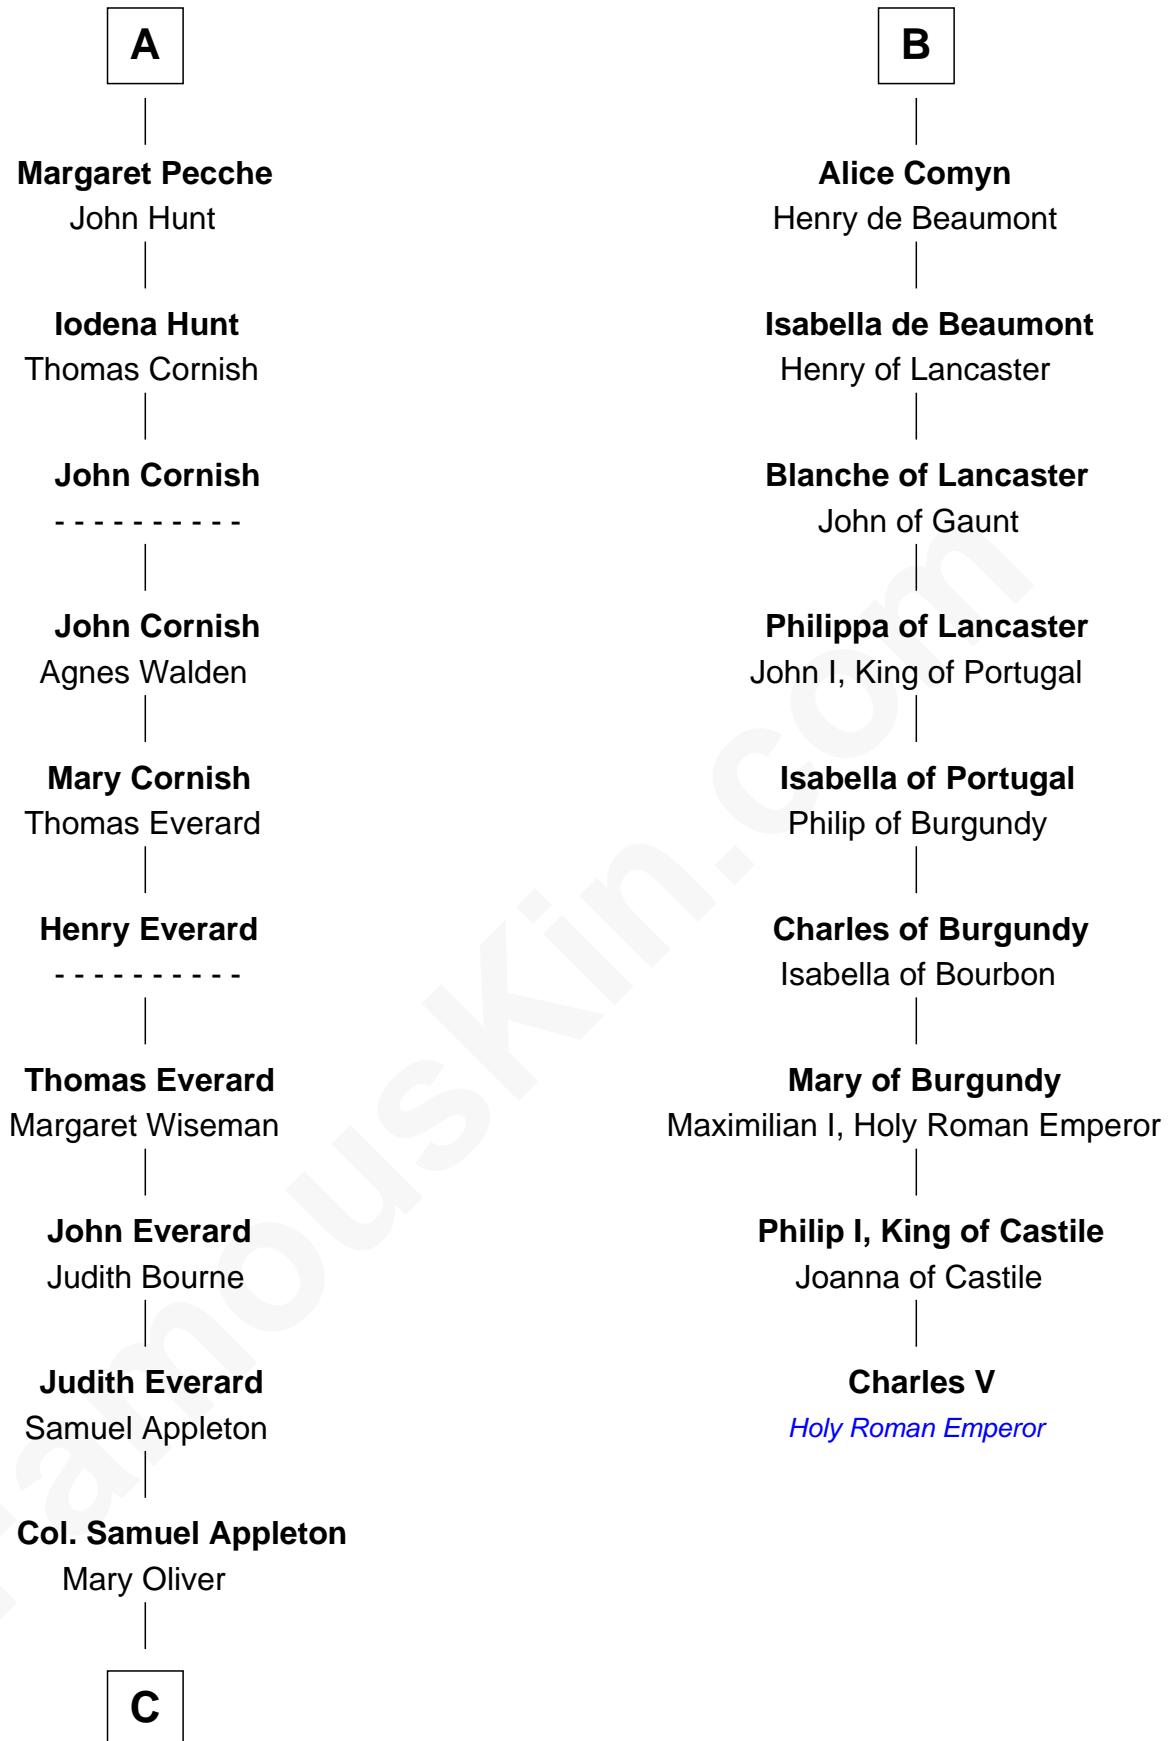 A
Margaret Pecche
John Hunt
Iodena Hunt
Thomas Cornish
John Cornish
- - - - - - - - - -
John Cornish
Agnes Walden
Mary Cornish
Thomas Everard
Henry Everard
- - - - - - - - - -
Thomas Everard
Margaret Wiseman
John Everard
Judith Bourne
Judith Everard
Samuel Appleton
Col. Samuel Appleton
Mary Oliver
C
B
Alice Comyn
Henry de Beaumont
Isabella de Beaumont
Henry of Lancaster
Blanche of Lancaster
John of Gaunt
Philippa of Lancaster
John I, King of Portugal
Isabella of Portugal
Philip of Burgundy
Charles of Burgundy
Isabella of Bourbon
Mary of Burgundy
Maximilian I, Holy Roman Emperor
Philip I, King of Castile
Joanna of Castile
Charles V
Holy Roman Emperor
FamousKin.com